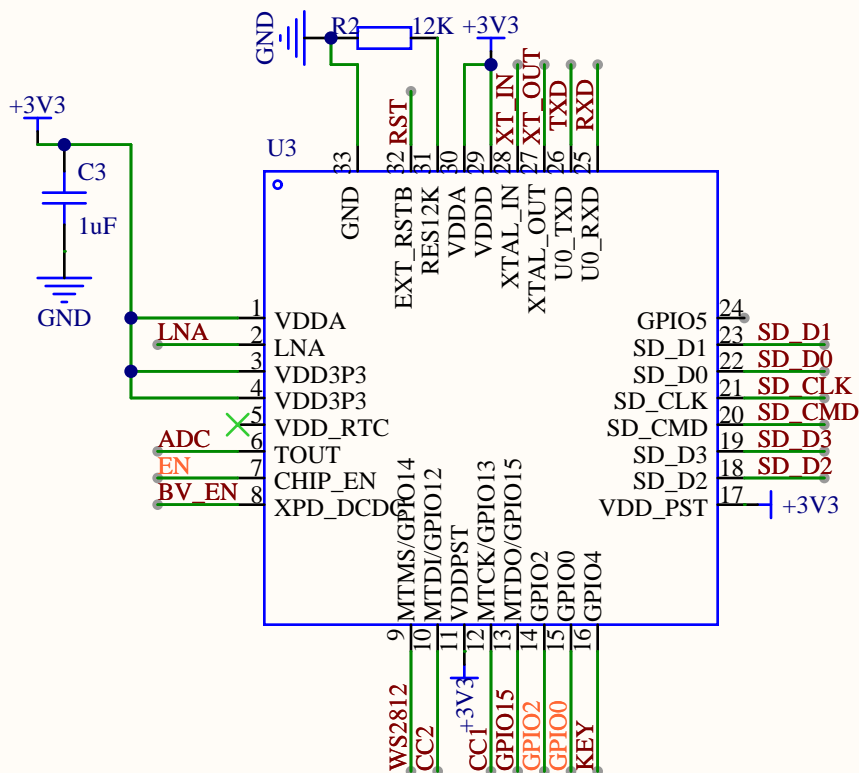 GND
R2
12K
+3V3
+3V3
RST
XT_IN
XT_OUT
TXD
RXD
C3
1uF
GND
U3
33
32
31
30
29
28
27
26
25
GND
EXT_RSTB
RES12K
VDDA
VDDD
XTAL_IN
XTAL_OUT
U0_TXD
U0_RXD
1
VDDA
LNA
2
LNA
3
VDD3P3
4
VDD3P3
5
VDD_RTC
ADC
6
TOUT
EN
7
CHIP_EN
BV_EN
8
XPD_DCDC
GPIO5
24
SD_D1
23
SD_D1
SD_D0
22
SD_D0
SD_CLK
21
SD_CLK
SD_CMD
20
SD_CMD
SD_D3
19
SD_D3
SD_D2
18
SD_D2
VDD_PST
17
+3V3
MTMS/GPIO14
MTDI/GPIO12
VDDPST
MTCK/GPIO13
MTDO/GPIO15
GPIO2
GPIO0
GPIO4
9
10
11
12
13
14
15
16
WS2812
CC2
+3V3
CC1
GPIO15
GPIO2
GPIO0
KEY